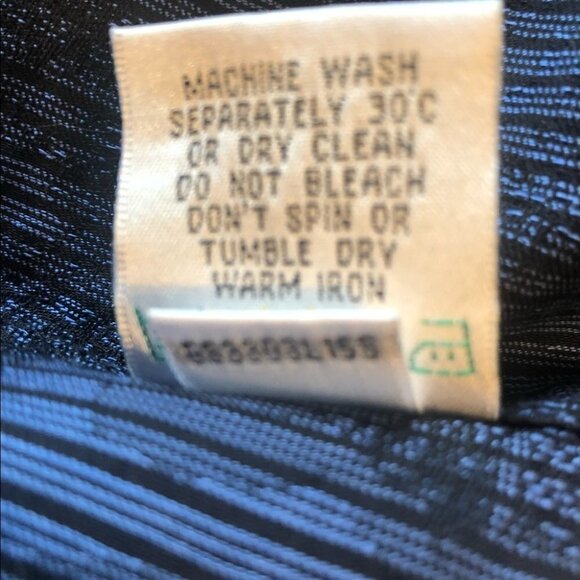 MACHINE WASH
SEPARATELY 30°C
OR DRY CLEAN
DO NOT BLEACH
DON'T SPIN OR
TUMBLE DRY
WARM IRON